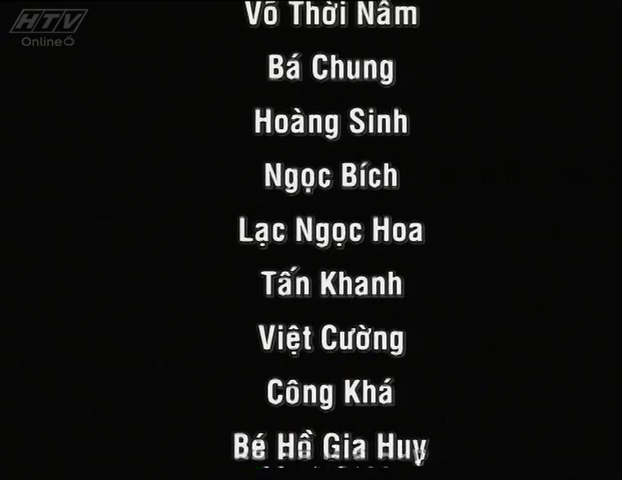 HTV
Online
Võ Thời Nâm
Bá Chung
Hoàng Sinh
Ngọc Bích
Lạc Ngọc Hoa
Tấn Khanh
Việt Cường
Công Khá
Bé Hồ Gia Huy